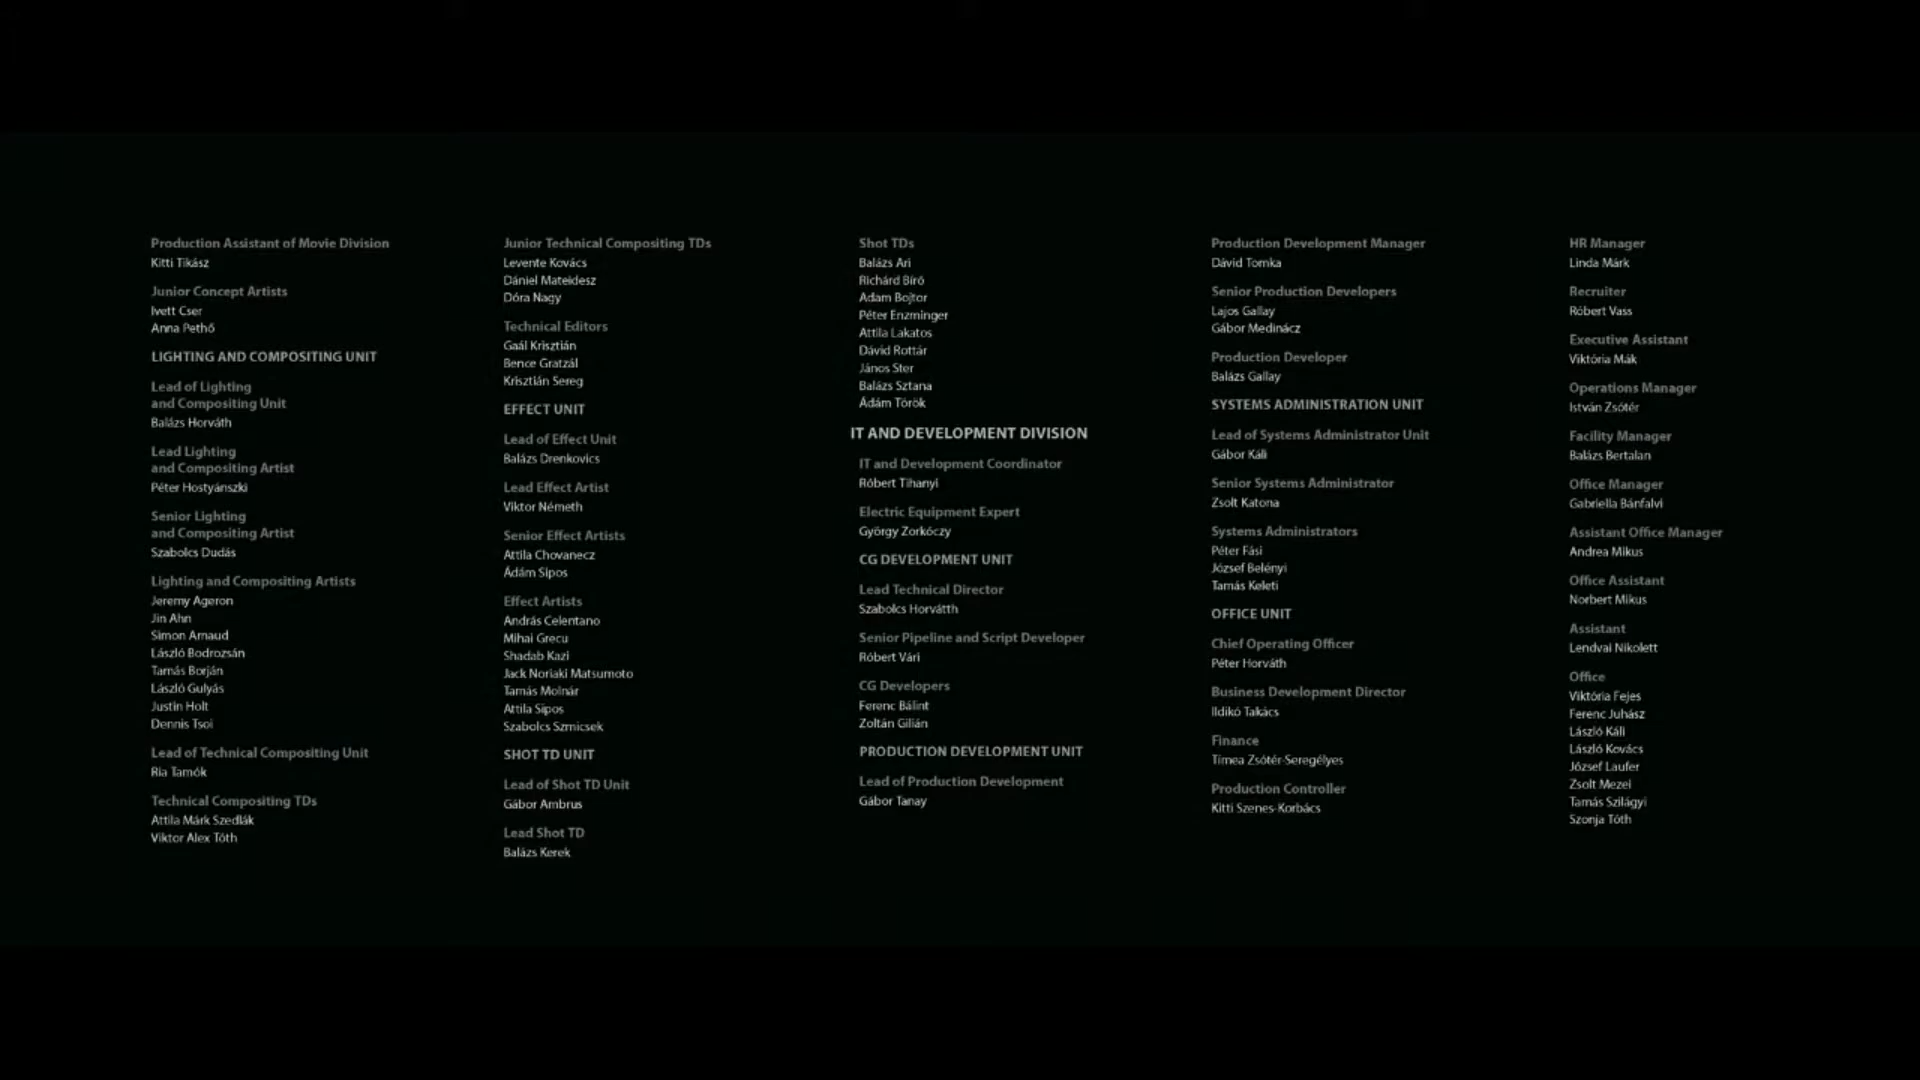 Production Assistant of Movie Division
Kitti Tikász
Junior Concept Artists
Ivett Cser
Anna Pethő
LIGHTING AND COMPOSITING UNIT
Lead of Lighting
and Compositing Unit
Balázs Horváth
Lead Lighting
and Compositing Artist
Péter Hostyánszki
Senior Lighting
and Compositing Artist
Szabolcs Dudás
Lighting and Compositing Artists
Jeremy Ageron
Jin Ahn
Simon Arnaud
László Bodrozsán
Tamás Borján
László Gulyás
Justin Holt
Dennis Tsoi
Lead of Technical Compositing Unit
Ria Tamók
Technical Compositing TDs
Attila Márk Szedlák
Viktor Alex Tóth
Junior Technical Compositing TDs
Levente Kovács
Dániel Mateidesz
Dóra Nagy
Technical Editors
Gaál Krisztián
Bence Gratzál
Krisztián Sereg
EFFECT UNIT
Lead of Effect Unit
Balázs Drenkovics
Lead Effect Artist
Viktor Németh
Senior Effect Artists
Attila Chovanecz
Ádám Sipos
Effect Artists
András Celentano
Mihai Grecu
Shadab Kazi
Jack Noriaki Matsumoto
Tamás Molnár
Attila Sipos
Szabolcs Szmicsek
SHOT TD UNIT
Lead of Shot TD Unit
Gábor Ambrus
Lead Shot TD
Balázs Kerek
Shot TDs
Balázs Ari
Richárd Bíró
Adam Bojtor
Péter Enzminger
Attila Lakatos
Dávid Rottár
János Ster
Balázs Sztana
Ádám Török
IT AND DEVELOPMENT DIVISION
IT and Development Coordinator
Róbert Tihanyi
Electric Equipment Expert
György Zorkóczy
CG DEVELOPMENT UNIT
Lead Technical Director
Szabolcs Horvátth
Senior Pipeline and Script Developer
Róbert Vári
CG Developers
Ferenc Bálint
Zoltán Gilián
PRODUCTION DEVELOPMENT UNIT
Lead of Production Development
Gábor Tanay
Production Development Manager
Dávid Tomka
Senior Production Developers
Lajos Gallay
Gábor Medinácz
Production Developer
Balázs Gallay
SYSTEMS ADMINISTRATION UNIT
Lead of Systems Administrator Unit
Gábor Káli
Senior Systems Administrator
Zsolt Katona
Systems Administrators
Péter Fási
József Belényi
Tamás Keleti
OFFICE UNIT
Chief Operating Officer
Péter Horváth
Business Development Director
Ildikó Takács
Finance
Tímea Zsótér-Seregélyes
Production Controller
Kitti Szenes-Korbács
HR Manager
Linda Márk
Recruiter
Róbert Vass
Executive Assistant
Viktória Mák
Operations Manager
István Zsótér
Facility Manager
Balázs Bertalan
Office Manager
Gabriella Bánfalvi
Assistant Office Manager
Andrea Mikus
Office Assistant
Norbert Mikus
Assistant
Lendvai Nikolett
Office
Viktória Fejes
Ferenc Juhász
László Káli
László Kovács
József Laufer
Zsolt Mezel
Tamás Szilágyi
Szonja Tóth